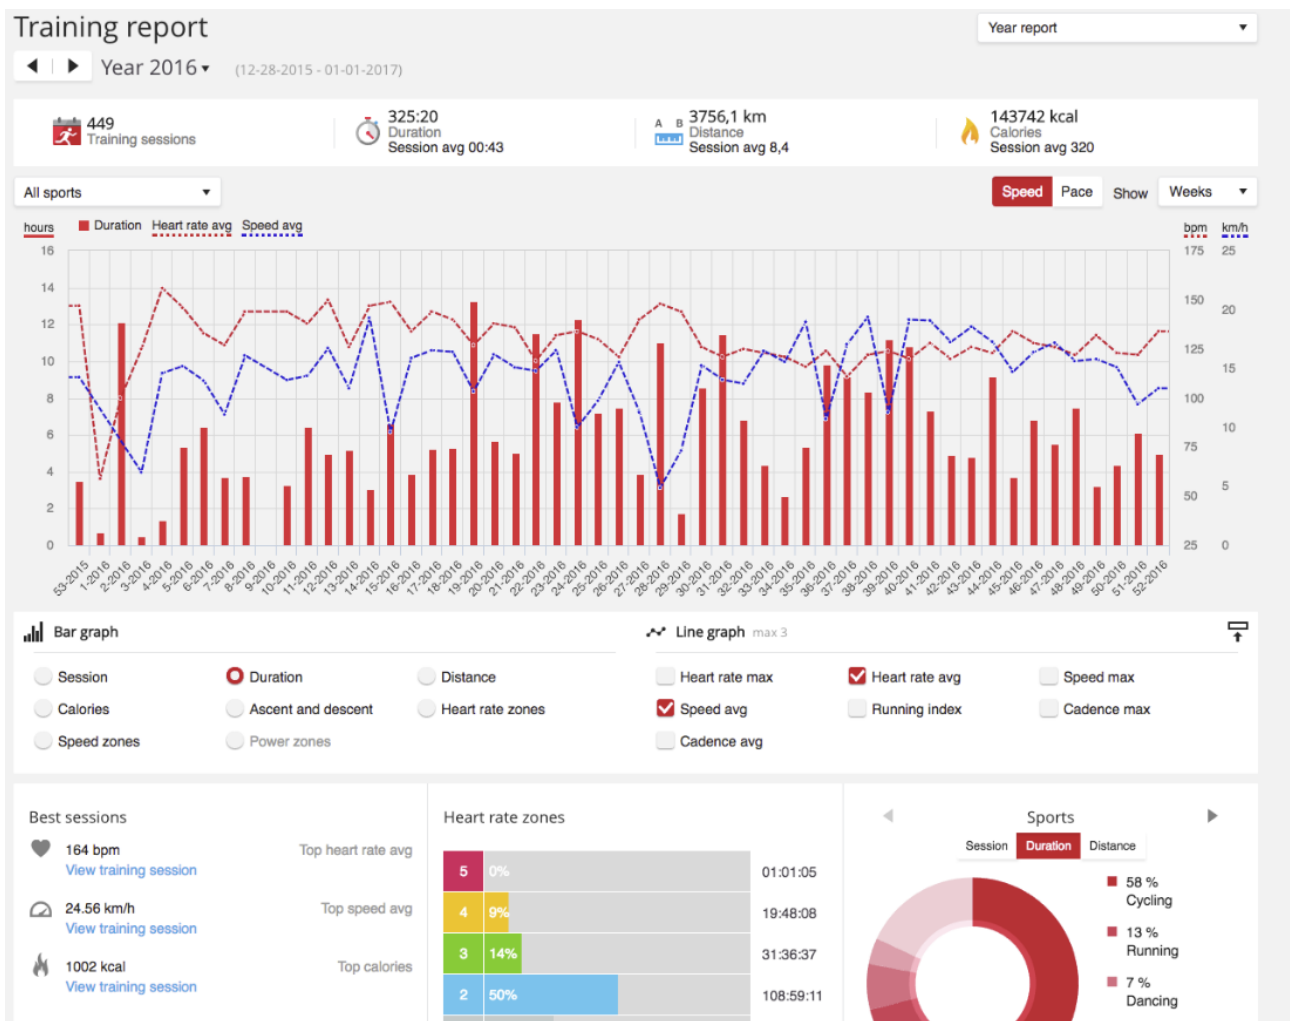 Training report
Year report
Year 2016 (12-28-2015 - 01-01-2017)
449
Training sessions
325:20
Duration
Session avg 00:43
A B
3756,1 km
Distance
Session avg 8,4
143742 kcal
Calories
Session avg 320
All sports
Speed Pace Show Weeks
hours Duration Heart rate avg Speed avg bpm km/h
16 175 25
14
150
20
12
125
10
15
8 100
10
6
75
4
5
50
2
0 25 0
53-2015 1-2016 2-2016 3-2016 4-2016 5-2016 6-2016 7-2016 8-2016 9-2016 10-2016 11-2016 12-2016 13-2016 14-2016 15-2016 16-2016 17-2016 18-2016 19-2016 20-2016 21-2016 22-2016 23-2016 24-2016 25-2016 26-2016 27-2016 28-2016 29-2016 30-2016 31-2016 32-2016 33-2016 34-2016 35-2016 36-2016 37-2016 38-2016 39-2016 40-2016 41-2016 42-2016 43-2016 44-2016 45-2016 46-2016 47-2016 48-2016 49-2016 50-2016 51-2016 52-2016
Bar graph
Session Duration Distance
Calories Ascent and descent Heart rate zones
Speed zones Power zones
Line graph max 3
Heart rate max Heart rate avg Speed max
Speed avg Running index Cadence max
Cadence avg
Best sessions
164 bpm Top heart rate avg
View training session
24.56 km/h Top speed avg
View training session
1002 kcal Top calories
View training session
Heart rate zones
5 0% 01:01:05
4 9% 19:48:08
3 14% 31:36:37
2 50% 108:59:11
Sports
Session Duration Distance
58 %
Cycling
13 %
Running
7 %
Dancing